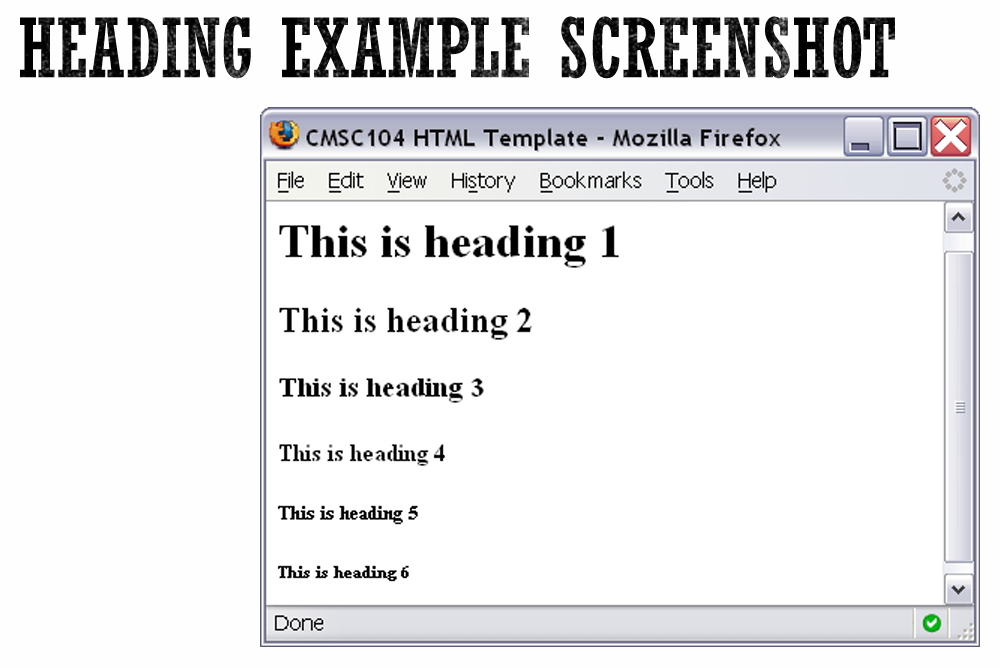 HEADING EXAMPLE SCREENSHOT
CMSC104 HTML Template - Mozilla Firefox
File Edit View History Bookmarks Tools Help
This is heading 1
This is heading 2
This is heading 3
This is heading 4
This is heading 5
This is heading 6
Done